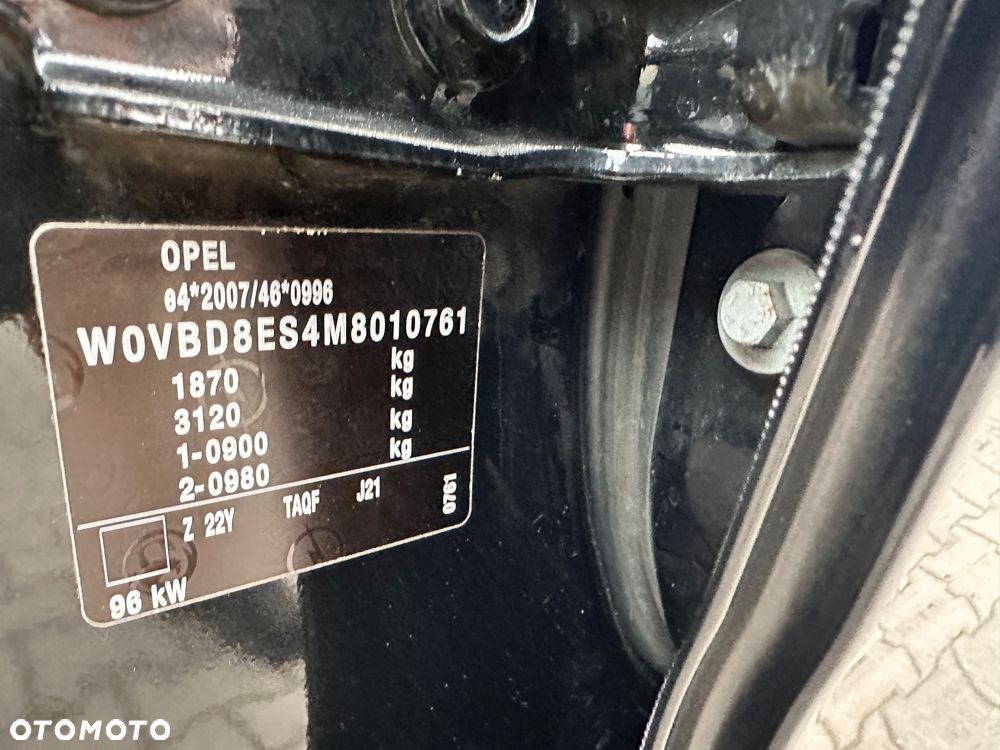 OPEL
e4*2007/46*0996
W0VBD8ES4M8010761
1870 kg
3120 kg
1-0900 kg
2-0980 kg
Z 22Y TAQF J21 0761
96 kW
OTOMOTO